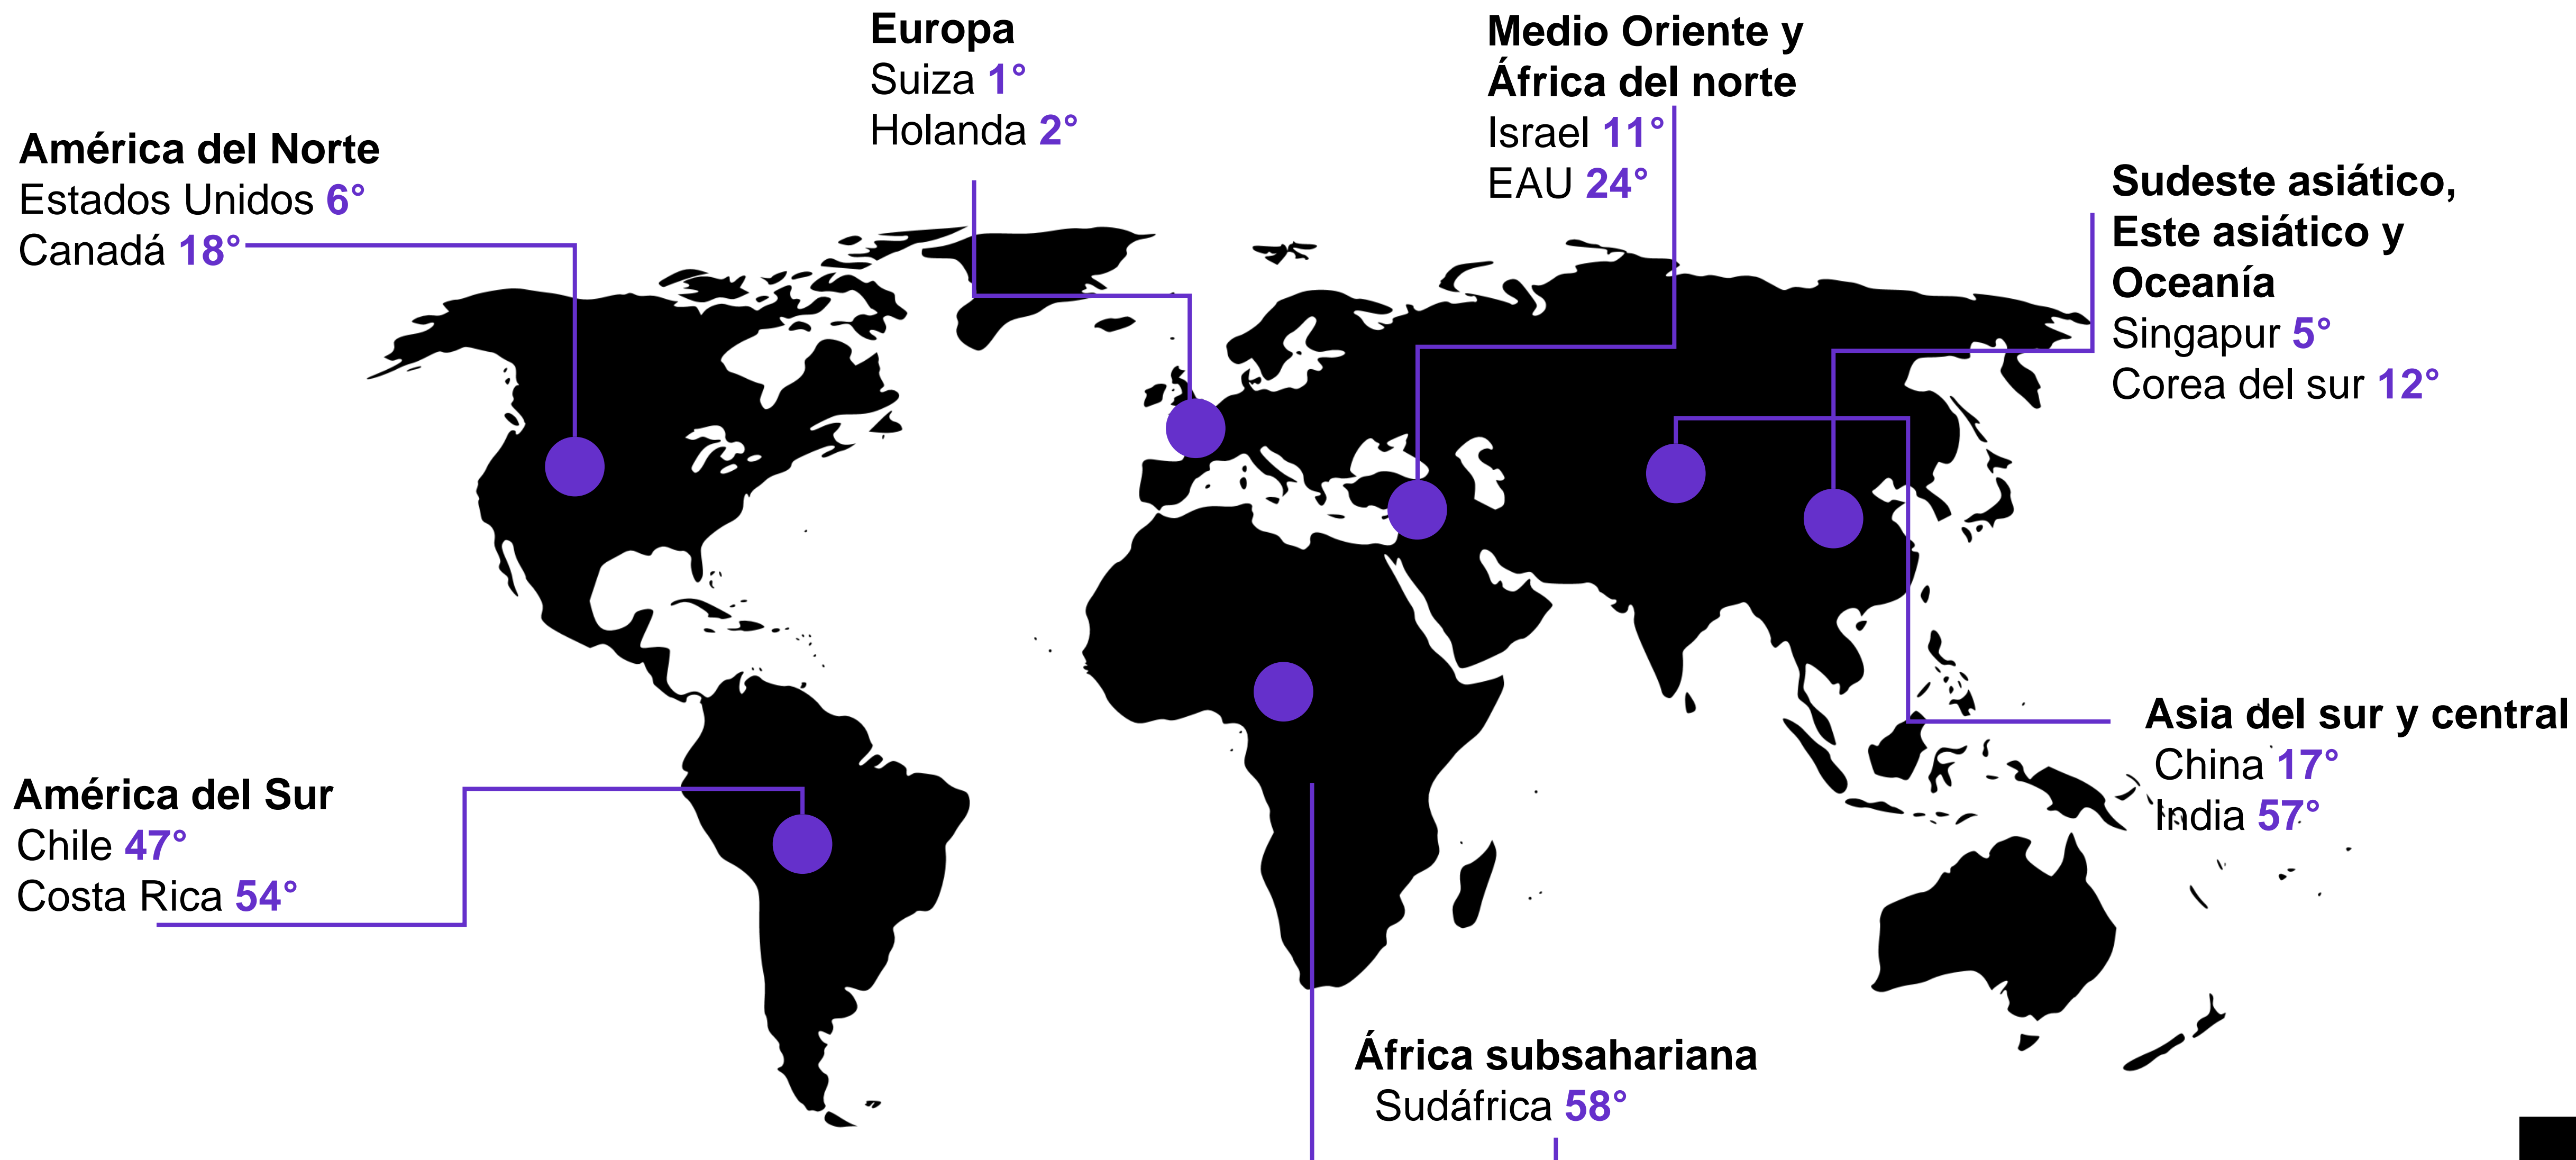 Europa
Suiza 1°
Holanda 2°
Medio Oriente y
África del norte
Israel 11°
EAU 24°
América del Norte
Estados Unidos 6°
Canadá 18°
Sudeste asiático,
Este asiático y
Oceanía
Singapur 5°
Corea del sur 12°
Asia del sur y central
China 17°
India 57°
América del Sur
Chile 47°
Costa Rica 54°
África subsahariana
Sudáfrica 58°